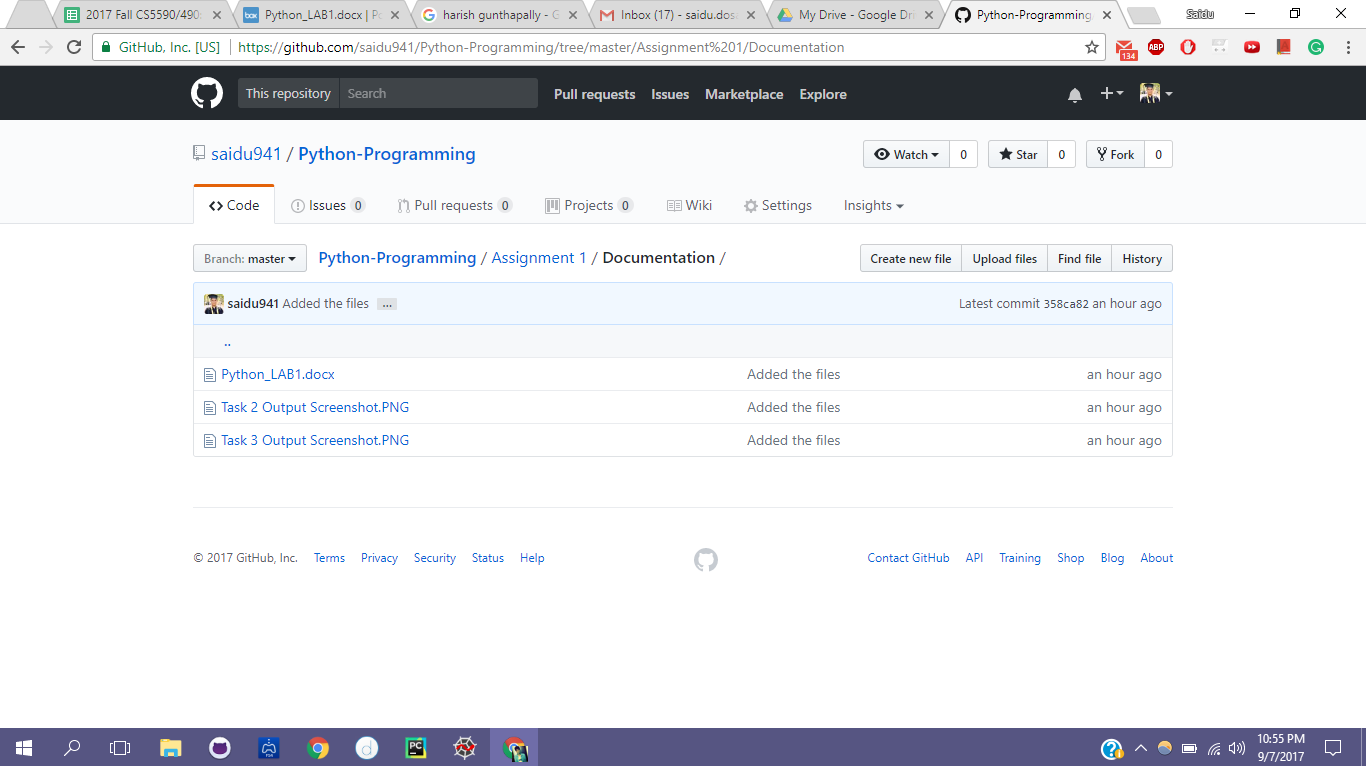 2017 Fall CS5590/490
Python_LAB1.docx | Po
harish gunthapally - G
Inbox (17) - saidu.dos
My Drive - Google Dri
Python-Programming
Saidu
GitHub, Inc. [US] https://github.com/saidu941/Python-Programming/tree/master/Assignment%201/Documentation
134
ABP
This repository Search Pull requests Issues Marketplace Explore
saidu941 / Python-Programming
Watch 0 Star 0 Fork 0
Code Issues 0 Pull requests 0 Projects 0 Wiki Settings Insights
Branch: master Python-Programming / Assignment 1 / Documentation / Create new file Upload files Find file History
saidu941 Added the files ... Latest commit 358ca82 an hour ago
..
Python_LAB1.docx Added the files an hour ago
Task 2 Output Screenshot.PNG Added the files an hour ago
Task 3 Output Screenshot.PNG Added the files an hour ago
© 2017 GitHub, Inc. Terms Privacy Security Status Help Contact GitHub API Training Shop Blog About
PC
10:55 PM
9/7/2017